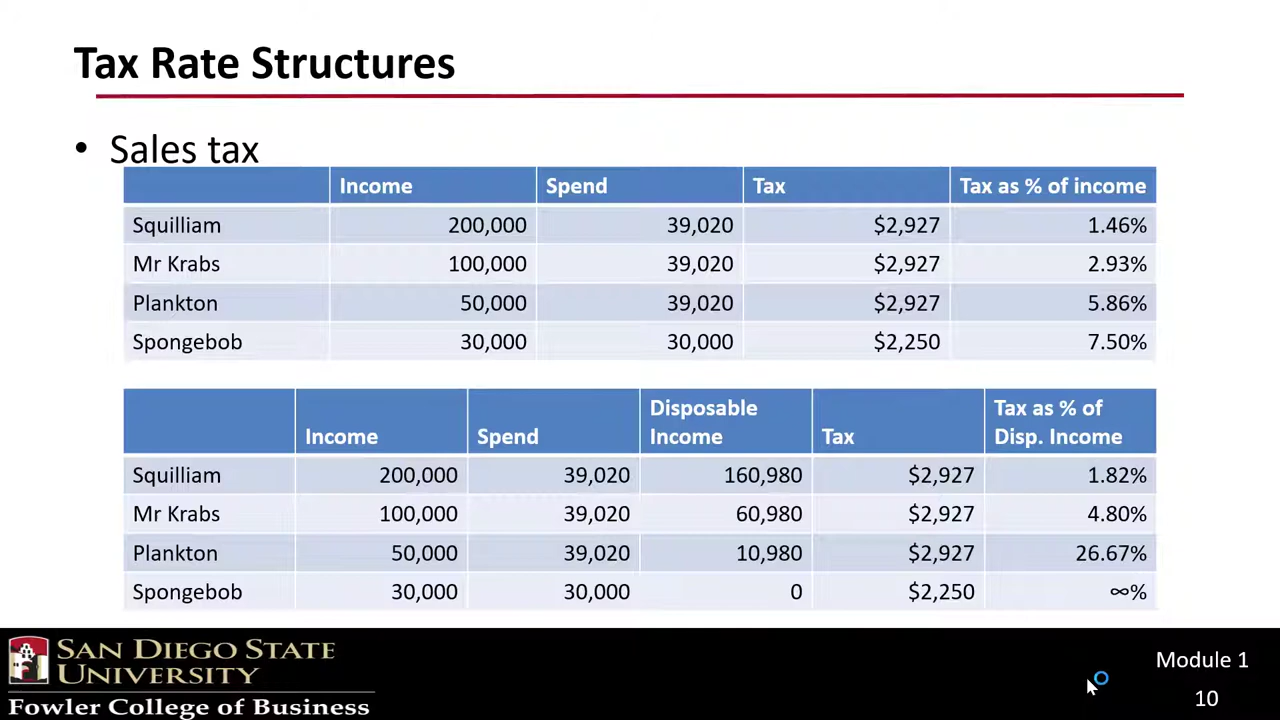 Tax Rate Structures
• Sales tax
Income Spend Tax Tax as % of income
Squilliam 200,000 39,020 $2,927 1.46%
Mr Krabs 100,000 39,020 $2,927 2.93%
Plankton 50,000 39,020 $2,927 5.86%
Spongebob 30,000 30,000 $2,250 7.50%
Income Spend Disposable Income Tax Tax as % of Disp. Income
Squilliam 200,000 39,020 160,980 $2,927 1.82%
Mr Krabs 100,000 39,020 60,980 $2,927 4.80%
Plankton 50,000 39,020 10,980 $2,927 26.67%
Spongebob 30,000 30,000 0 $2,250 ∞%
SAN DIEGO STATE
UNIVERSITY
Fowler College of Business
Module 1
10